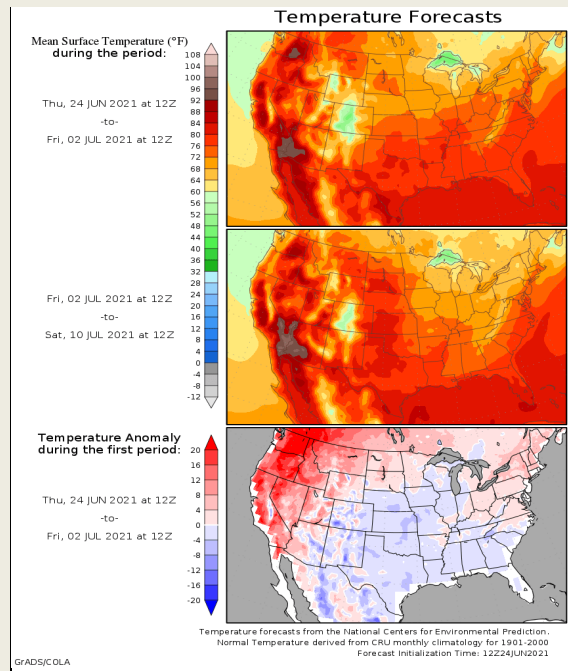 Temperature Forecasts
Mean Surface Temperature (°F)
during the period:
Thu, 24 JUN 2021 at 12Z
-to-
Fri, 02 JUL 2021 at 12Z
108
104
100
96
92
88
84
80
76
72
68
64
60
56
52
48
44
40
36
32
28
24
20
16
12
8
4
0
-4
-8
-12
Fri, 02 JUL 2021 at 12Z
-to-
Sat, 10 JUL 2021 at 12Z
Temperature Anomaly
during the first period:
Thu, 24 JUN 2021 at 12Z
-to-
Fri, 02 JUL 2021 at 12Z
20
16
12
8
4
0
-4
-8
-12
-16
-20
Temperature forecasts from the National Centers for Environmental Prediction.
Normal Temperature derived from CRU monthly climatology for 1901-2000
Forecast Initialization Time: 12Z24JUN2021
GrADS/COLA